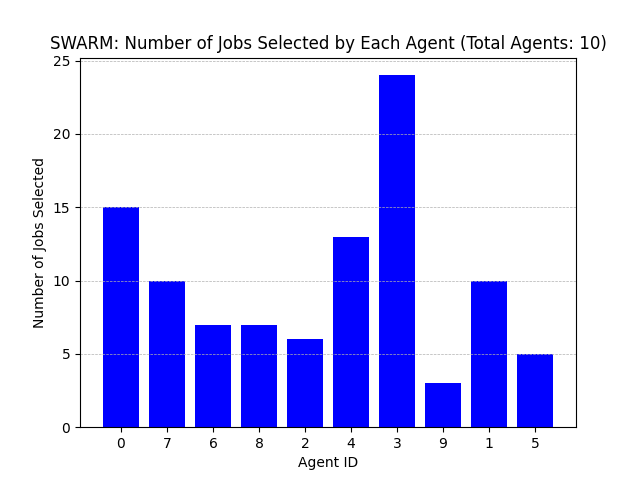 SWARM: Number of Jobs Selected by Each Agent (Total Agents: 10)
Number of Jobs Selected
25
20
15
10
5
0
0 7 6 8 2 4 3 9 1 5
Agent ID